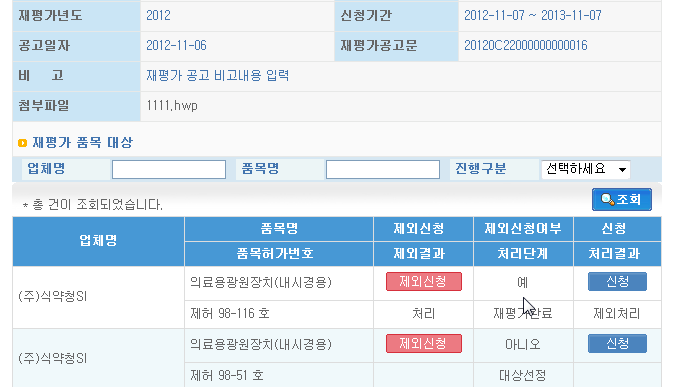 재평가년도 2012 신청기간 2012-11-07 ~ 2013-11-07
공고일자 2012-11-06 재평가공고문 20120C22000000000016
비 고 재평가 공고 비고내용 입력
첨부파일 1111.hwp
재평가 품목 대상
업체명 품목명 진행구분 선택하세요
* 총 건이 조회되었습니다. 조회
업체명 품목명 제외신청 제외신청여부 신청
품목허가번호 제외결과 처리단계 처리결과
(주)식약청SI 의료용광원장치(내시경용) 제외신청 예 신청
제허 98-116 호 처리 재평가완료 제외처리
(주)식약청SI 의료용광원장치(내시경용) 제외신청 아니오 신청
제허 98-51 호 대상선정